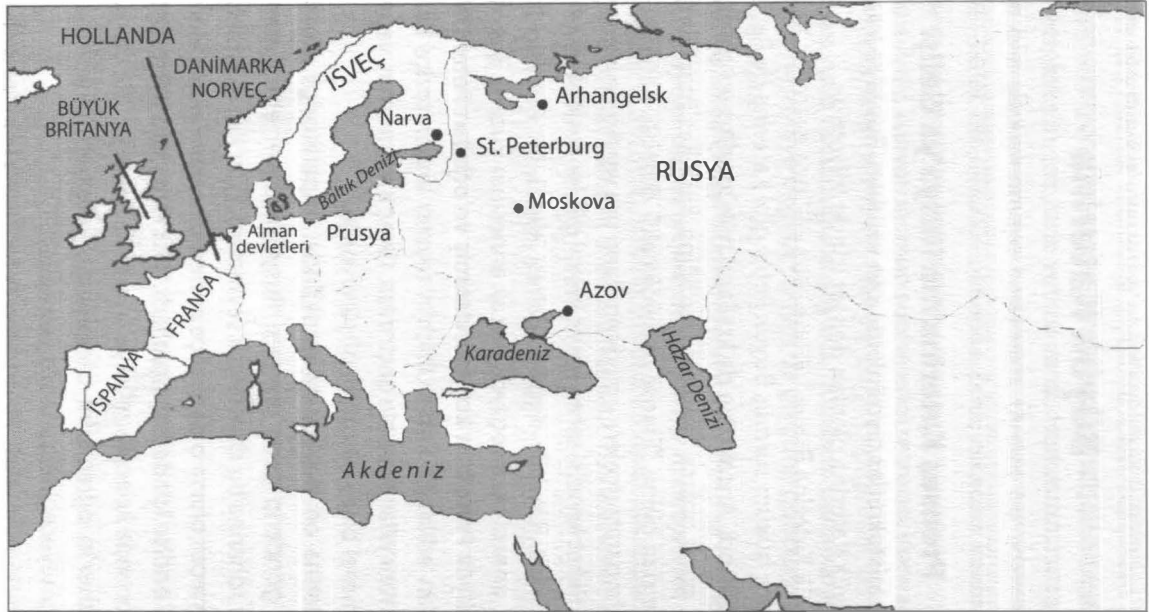 HOLLANDA
DANİMARKA
NORVEÇ
İSVEÇ
BÜYÜK
BRİTANYA
Narva
Arhangelsk
St. Peterburg
RUSYA
Baltık Denizi
Moskova
Alman
devletleri
Prusya
Azov
FRANSA
Karadeniz
Hazar Denizi
İSPANYA
Akdeniz